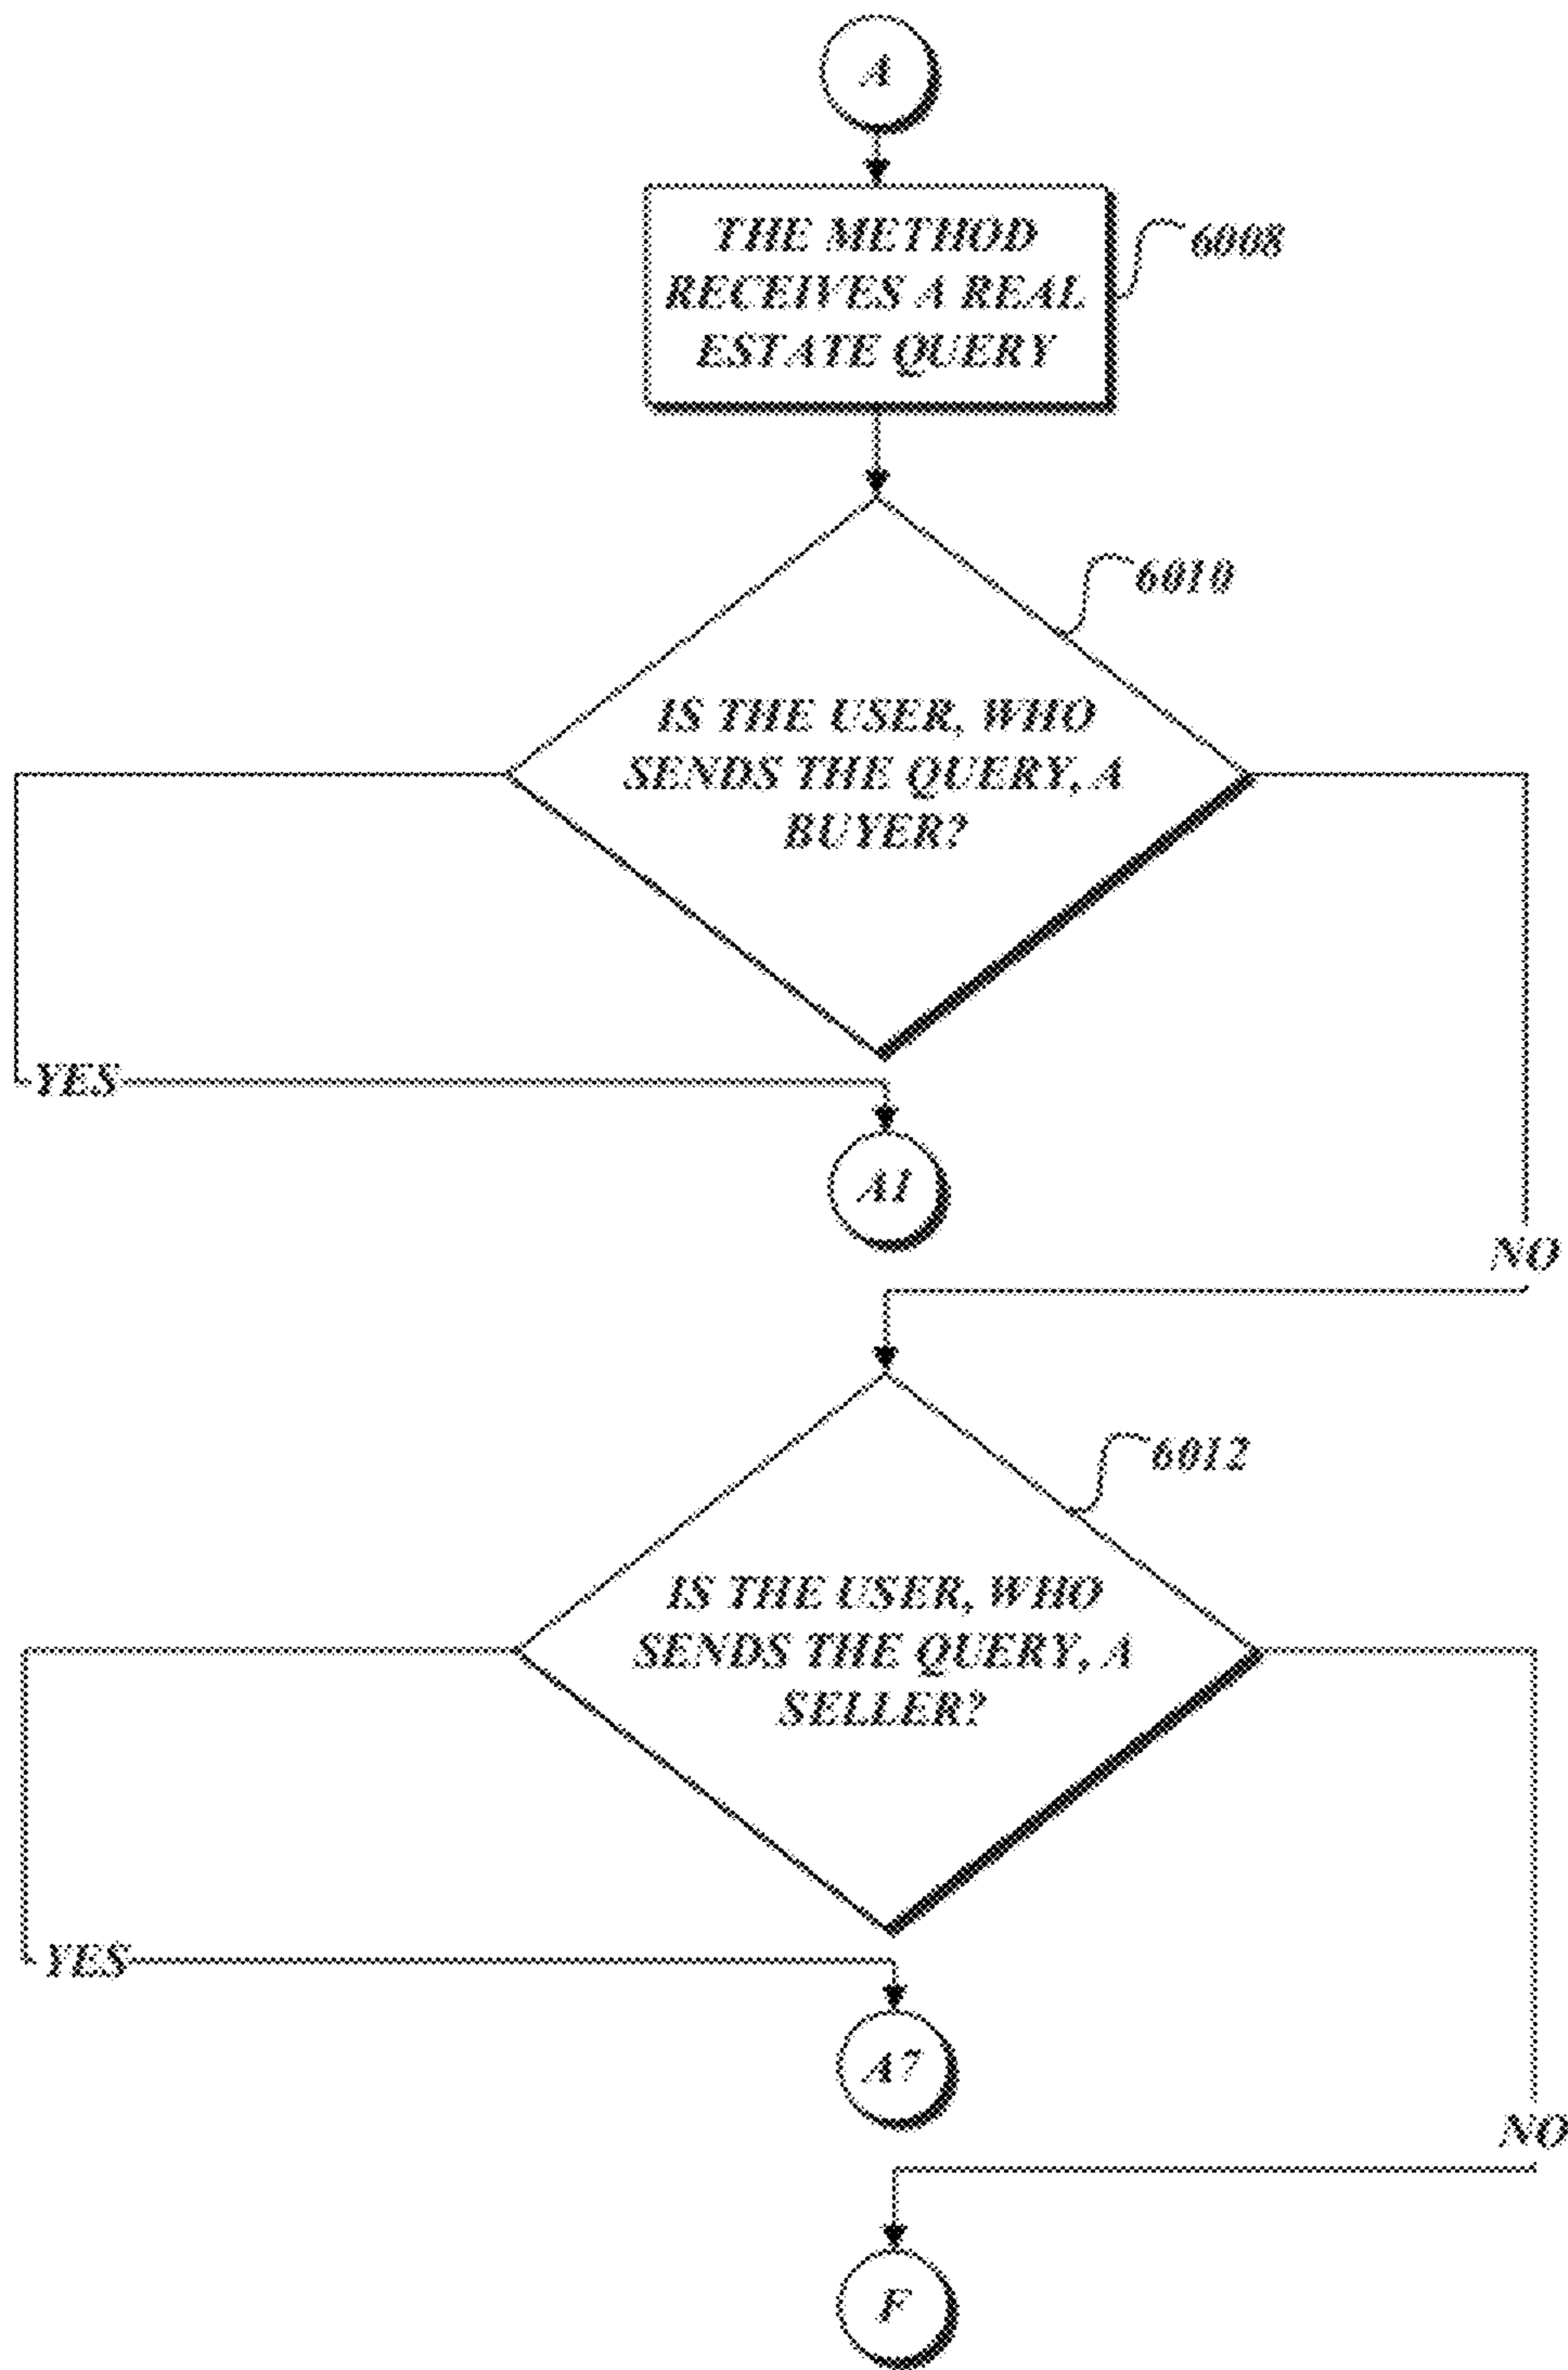 A
THE METHOD
RECEIVES A REAL
ESTATE QUERY
6008
6010
IS THE USER, WHO
SENDS THE QUERY, A
BUYER?
YES
A1
NO
6012
IS THE USER, WHO
SENDS THE QUERY, A
SELLER?
YES
A7
NO
F